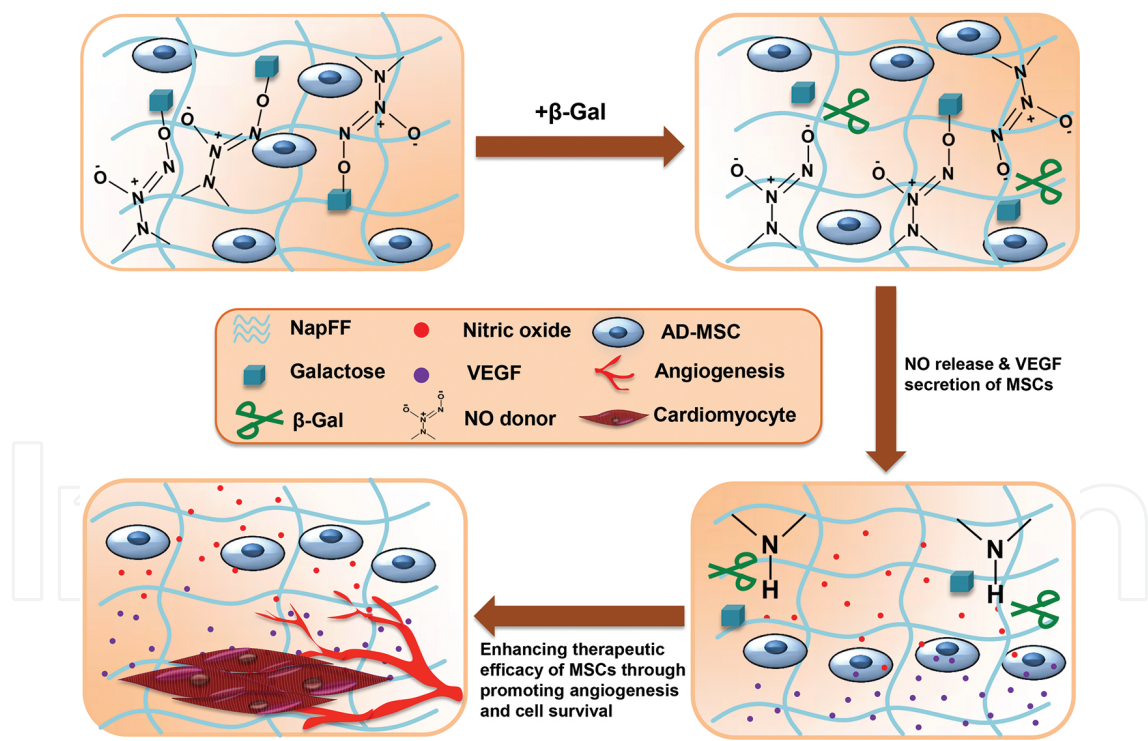 O
-
O
N
N
+
N
O
-
O
N
N
+
N
N
N
+
O
-
N
O
+β-Gal
O
-
O
-
N
N
+
N
O
-
O
N
N
+
N
N
N
+
O
-
N
O
-
NapFF
Nitric oxide
AD-MSC
Galactose
VEGF
Angiogenesis
β-Gal
O
-
O
-
N
N
+
N
NO donor
Cardiomyocyte
NO release & VEGF
secretion of MSCs
N
H
N
H
Enhancing therapeutic
efficacy of MSCs through
promoting angiogenesis
and cell survival